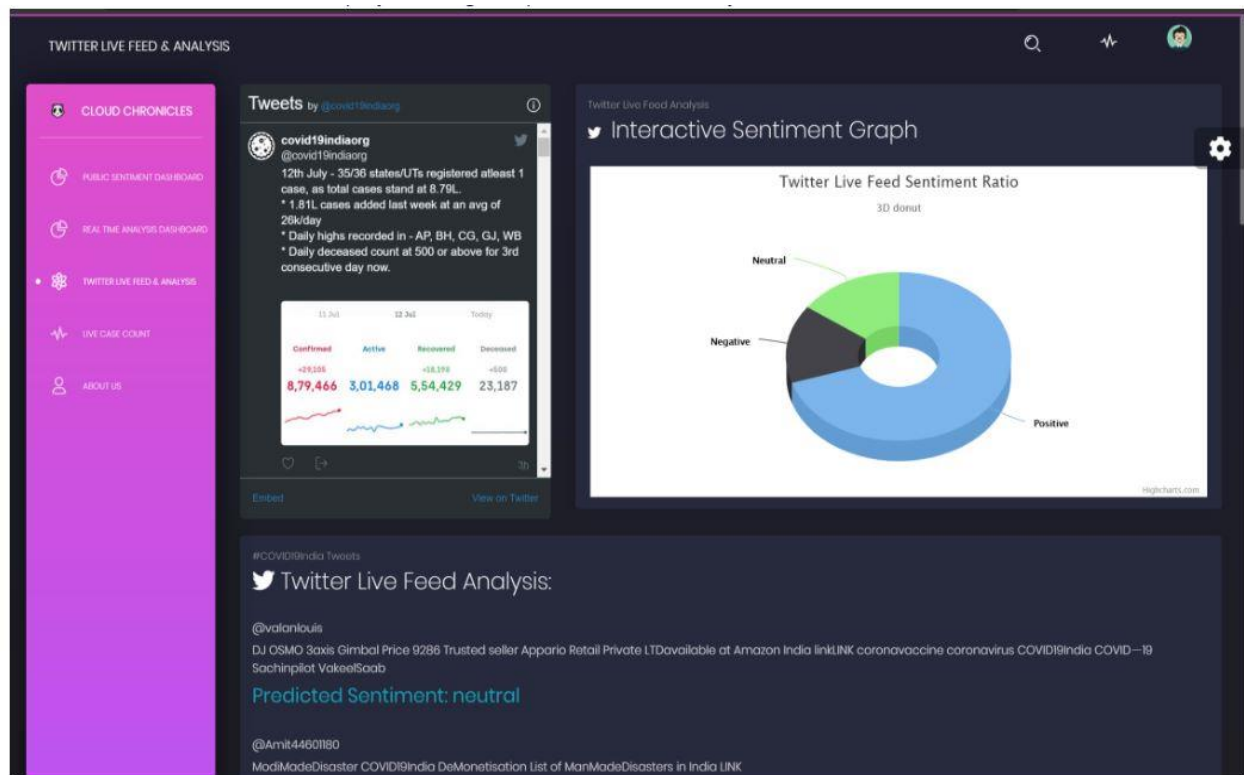 TWITTER LIVE FEED & ANALYSIS
CLOUD CHRONICLES
PUBLIC SENTIMENT DASHBOARD
REAL TIME ANALYSIS DASHBOARD
TWITTER LIVE FEED & ANALYSIS
LIVE CASE COUNT
ABOUT US
Tweets by @covid19indiaorg
covid19indiaorg
@covid19indiaorg
12th July - 35/36 states/UTs registered atleast 1
case, as total cases stand at 8.79L.
* 1.81L cases added last week at an avg of
26k/day
* Daily highs recorded in - AP, BH, CG, GJ, WB
* Daily deceased count at 500 or above for 3rd
consecutive day now.
11 Jul 12 Jul Today
Confirmed Active Recovered Deceased
+29,105 +18,198 +500
8,79,466 3,01,468 5,54,429 23,187
3h
Embed View on Twitter
Twitter Live Feed Analysis
Interactive Sentiment Graph
Twitter Live Feed Sentiment Ratio
3D donut
Neutral
Negative
Positive
Highcharts.com
#COVID19India Tweets
Twitter Live Feed Analysis:
@valanlouis
DJ OSMO 3axis Gimbal Price 9286 Trusted seller Appario Retail Private LTDavailable at Amazon India linkLINK coronavaccine coronavirus COVID19India COVID—19
Sachinpilot VakeelSaab
Predicted Sentiment: neutral
@Amit44601180
ModiMadeDisaster COVID19India DeMonetisation List of ManMadeDisasters in India LINK